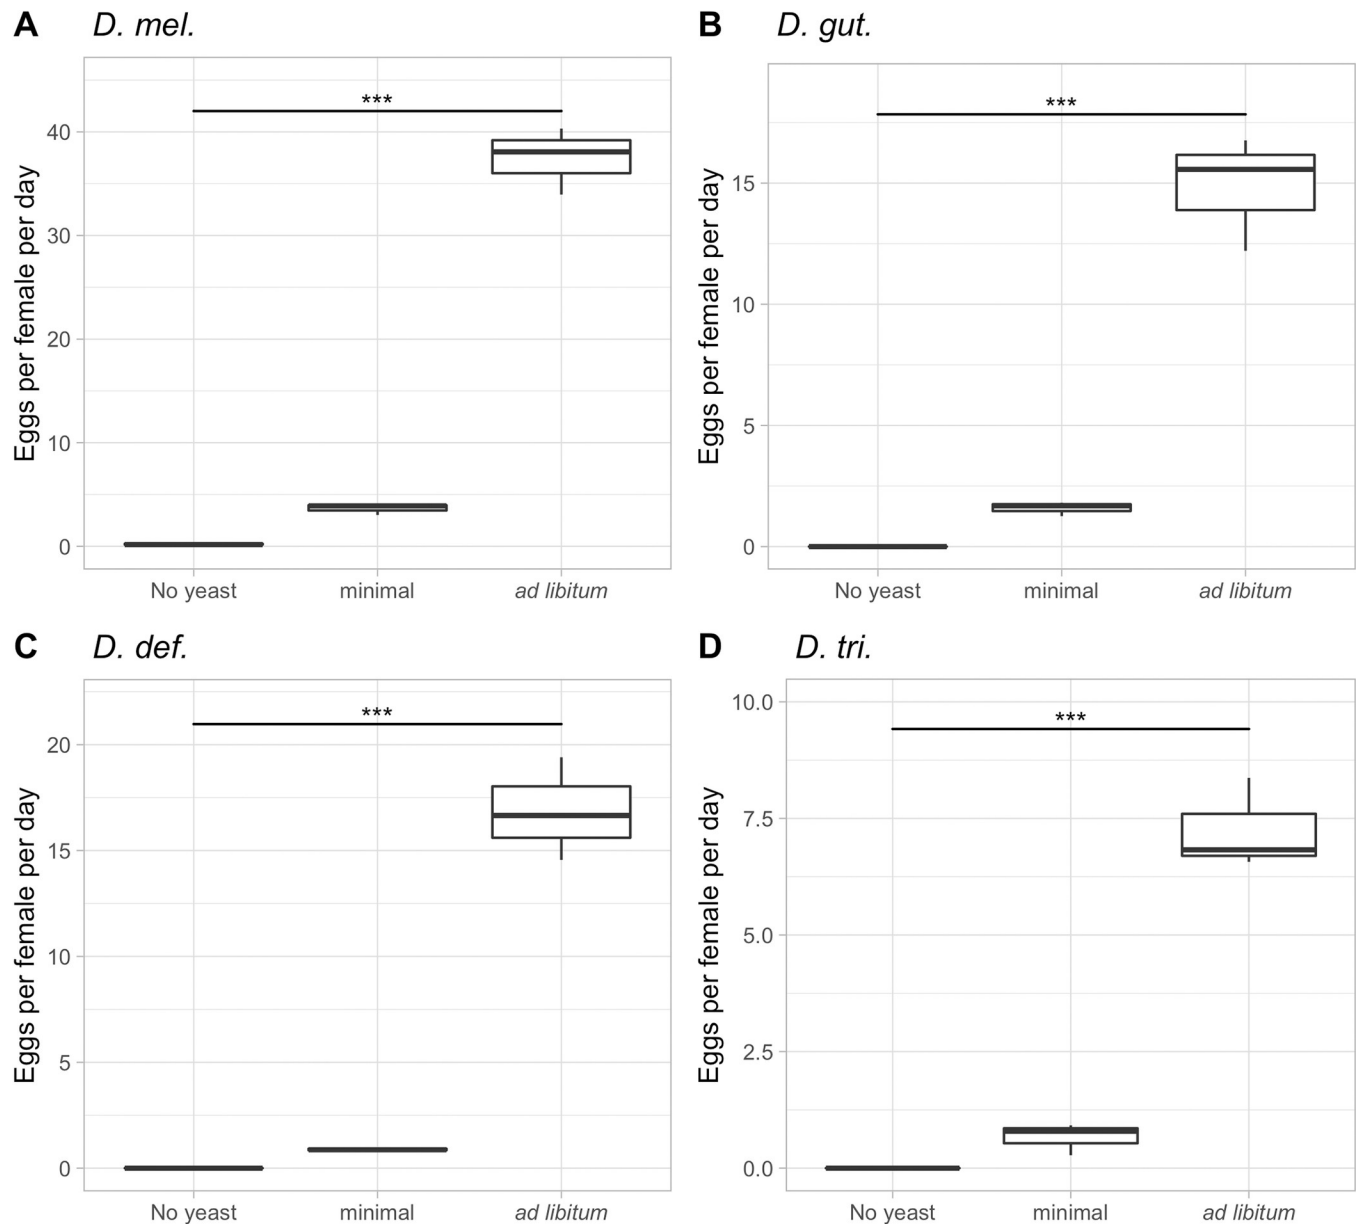 A D. mel.
Eggs per female per day
40
30
20
10
0
***
No yeast minimal ad libitum
B D. gut.
Eggs per female per day
15
10
5
0
***
No yeast minimal ad libitum
C D. def.
Eggs per female per day
20
15
10
5
0
***
No yeast minimal ad libitum
D D. tri.
Eggs per female per day
10.0
7.5
5.0
2.5
0.0
***
No yeast minimal ad libitum